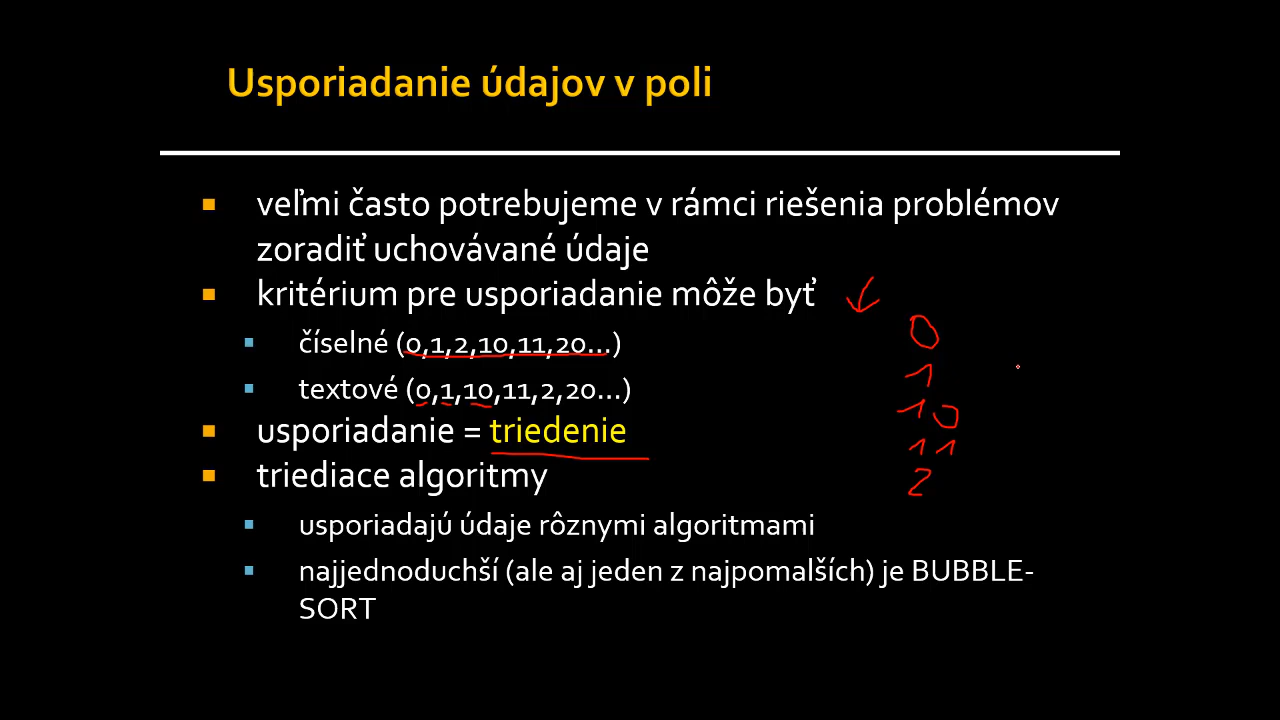 Usporiadanie údajov v poli
veľmi často potrebujeme v rámci riešenia problémov
zoradiť uchovávané údaje
kritérium pre usporiadanie môže byť
číselné (0,1,2,10,11,20...)
textové (0,1,10,11,2,20...)
usporiadanie = triedenie
triediace algoritmy
usporiadajú údaje rôznymi algoritmami
najjednoduchší (ale aj jeden z najpomalších) je BUBBLE-
SORT
0
1
10
11
2